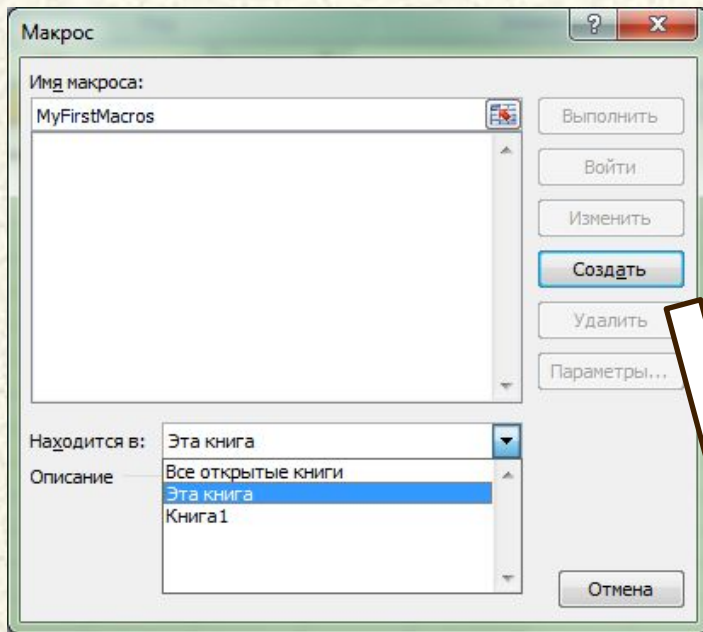 Макрос
Имя макроса:
MyFirstMacros
Выполнить
Войти
Изменить
Создать
Удалить
Параметры...
Находится в:
Эта книга
Описание
Все открытые книги
Эта книга
Книга1
Отмена